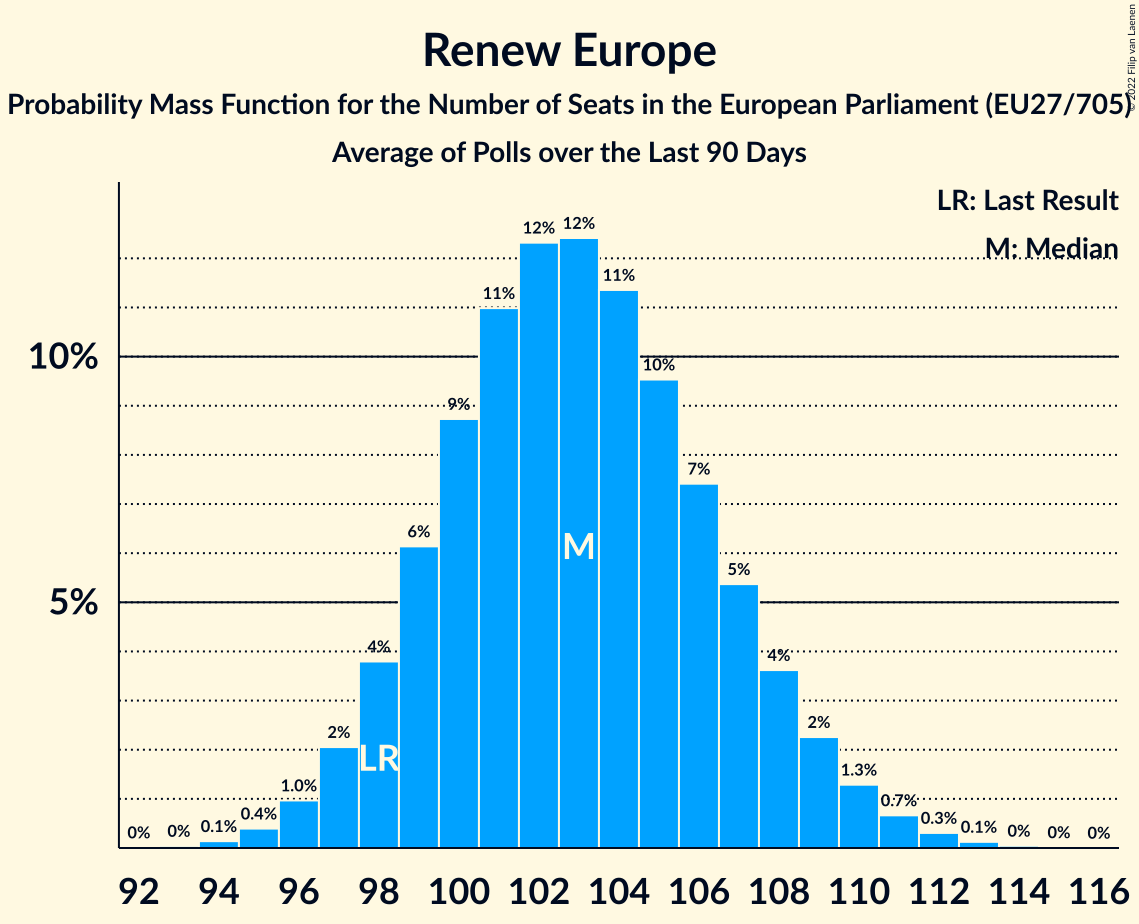 Renew Europe
Probability Mass Function for the Number of Seats in the European Parliament (EU27/705)
Average of Polls over the Last 90 Days
© 2022 Filip van Laenen
LR: Last Result
M: Median
10%
5%
0% 0% 0.1% 0.4% 1.0% 2% 4% 6% 9% 11% 12% 12% 11% 10% 7% 5% 4% 2% 1.3% 0.7% 0.3% 0.1% 0% 0% 0%
M
LR
92 94 96 98 100 102 104 106 108 110 112 114 116